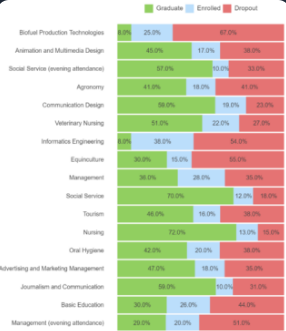 Graduate Enrolled Dropout
Biofuel Production Technologies 8.0% 25.0% 67.0%
Animation and Multimedia Design 45.0% 17.0% 38.0%
Social Service (evening attendance) 57.0% 10.0% 33.0%
Agronomy 41.0% 18.0% 41.0%
Communication Design 59.0% 18.0% 23.0%
Veterinary Nursing 51.0% 22.0% 27.0%
Informatics Engineering 8.0% 38.0% 54.0%
Equinculture 30.0% 15.0% 55.0%
Management 36.0% 28.0% 35.0%
Social Service 70.0% 12.0% 18.0%
Tourism 46.0% 16.0% 38.0%
Nursing 72.0% 13.0% 15.0%
Oral Hygiene 42.0% 20.0% 38.0%
Advertising and Marketing Management 47.0% 18.0% 35.0%
Journalism and Communication 59.0% 10.0% 31.0%
Basic Education 30.0% 26.0% 44.0%
Management (evening attendance) 29.0% 20.0% 51.0%